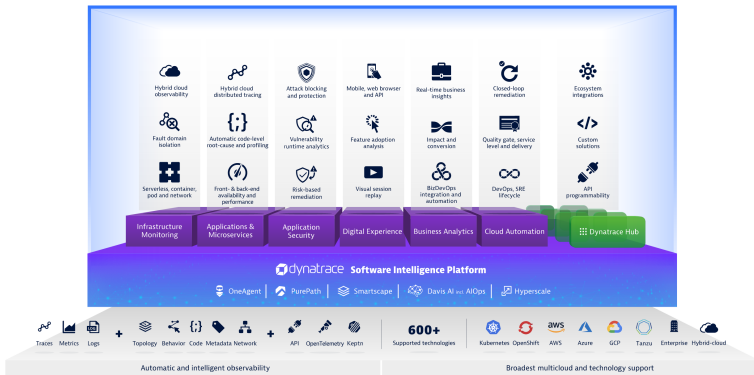 Hybrid cloud
observability
Hybrid cloud
distributed tracing
Attack blocking
and protection
Mobile, web browser
and API
Real-time business
insights
Closed-loop
remediation
Ecosystem
integrations
Fault domain
isolation
Automatic code-level
root-cause and profiling
Vulnerability
runtime analytics
Feature adoption
analysis
Impact and
conversion
Quality gate, service
level and delivery
Custom
solutions
Serverless, container,
pod and network
Front- & back-end
availability and
performance
Risk-based
remediation
Visual session
replay
BizDevOps
integration and
automation
DevOps, SRE
lifecycle
API
programmability
Infrastructure
Monitoring
Applications &
Microservices
Application
Security
Digital Experience
Business Analytics
Cloud Automation
Dynatrace Hub
dynatrace Software Intelligence Platform
OneAgent
PurePath
Smartscape
Davis AI incl. AIOps
Hyperscale
LOG
Traces Metrics Logs + Topology Behavior Code Metadata Network + API OpenTelemetry Keptn
600+
Supported technologies
aws
Kubernetes OpenShift AWS Azure GCP Tanzu Enterprise Hybrid-cloud
Automatic and intelligent observability
Broadest multicloud and technology support